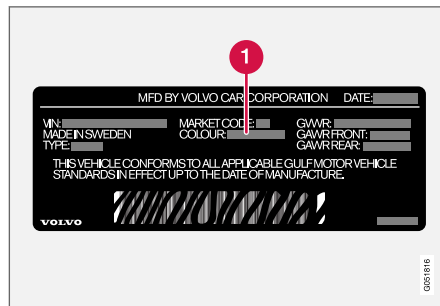 1
MFD BY VOLVO CAR CORPORATION DATE:
VIN: MARKET CODE: GVWR:
MADE IN SWEDEN COLOUR: GAWR FRONT:
TYPE: GAWR REAR:
THIS VEHICLE CONFORMS TO ALL APPLICABLE GULF MOTOR VEHICLE
STANDARDS IN EFFECT UP TO THE DATE OF MANUFACTURE.
VOLVO
G051816